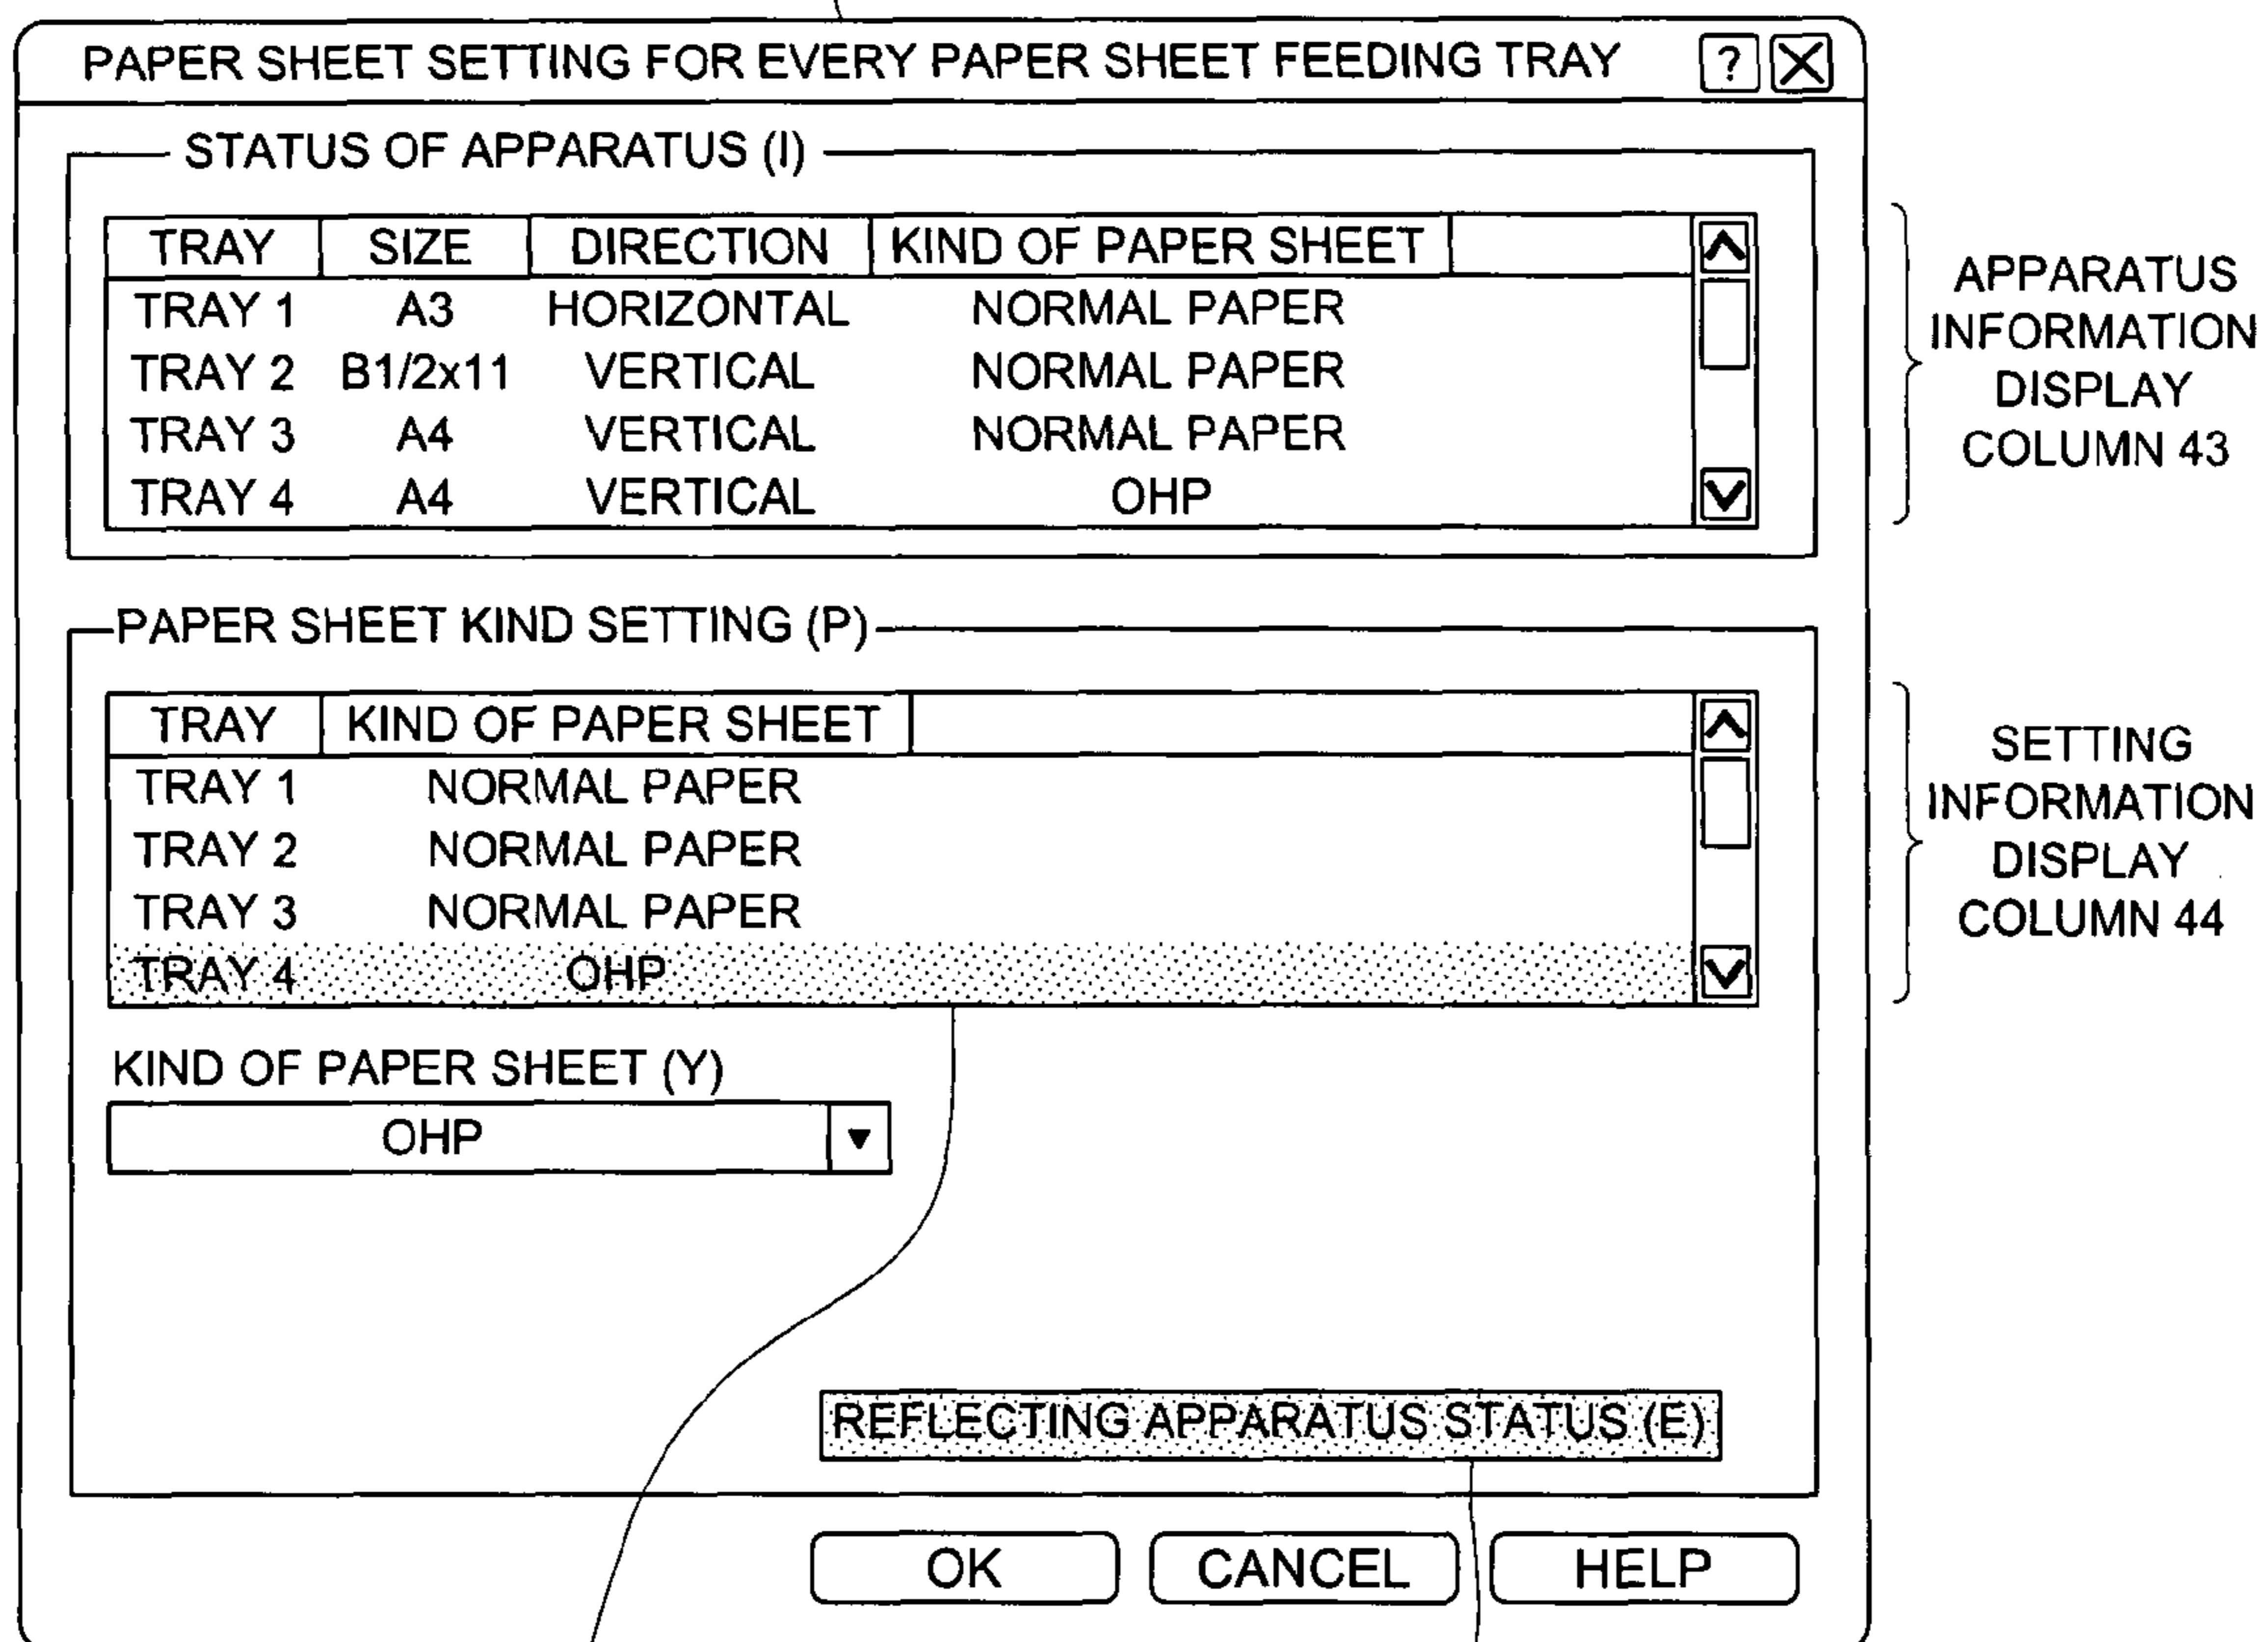 PAPER SHEET SETTING FOR EVERY PAPER SHEET FEEDING TRAY ?
STATUS OF APPARATUS (I)
TRAY SIZE DIRECTION KIND OF PAPER SHEET
TRAY 1 A3 HORIZONTAL NORMAL PAPER
TRAY 2 B1/2x11 VERTICAL NORMAL PAPER
TRAY 3 A4 VERTICAL NORMAL PAPER
TRAY 4 A4 VERTICAL OHP
APPARATUS
INFORMATION
DISPLAY
COLUMN 43
PAPER SHEET KIND SETTING (P)
TRAY KIND OF PAPER SHEET
TRAY 1 NORMAL PAPER
TRAY 2 NORMAL PAPER
TRAY 3 NORMAL PAPER
TRAY 4 OHP
SETTING
INFORMATION
DISPLAY
COLUMN 44
KIND OF PAPER SHEET (Y)
OHP
REFLECTING APPARATUS STATUS (E)
OK CANCEL HELP